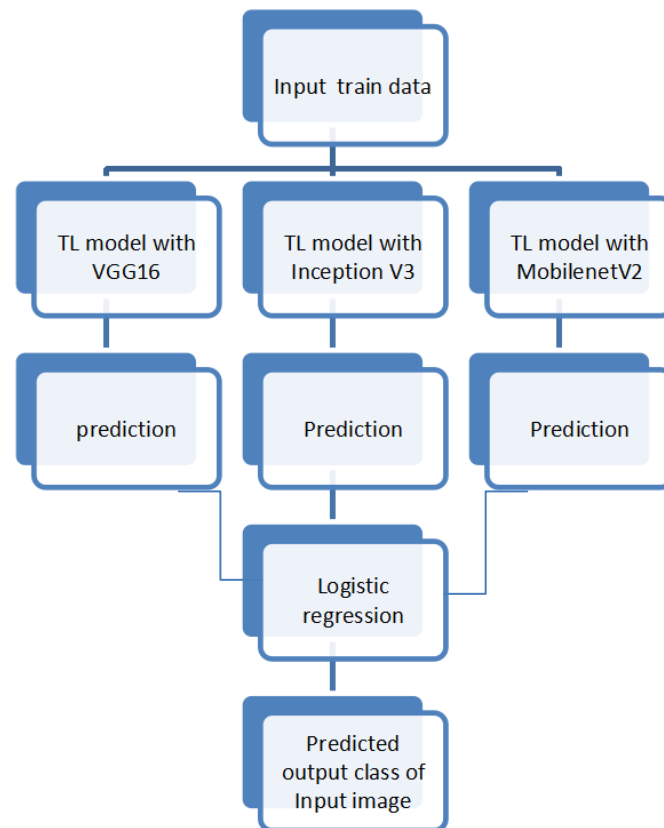 Input train data
TL model with
VGG16
TL model with
Inception V3
TL model with
MobilenetV2
prediction
Prediction
Prediction
Logistic
regression
Predicted
output class of
Input image